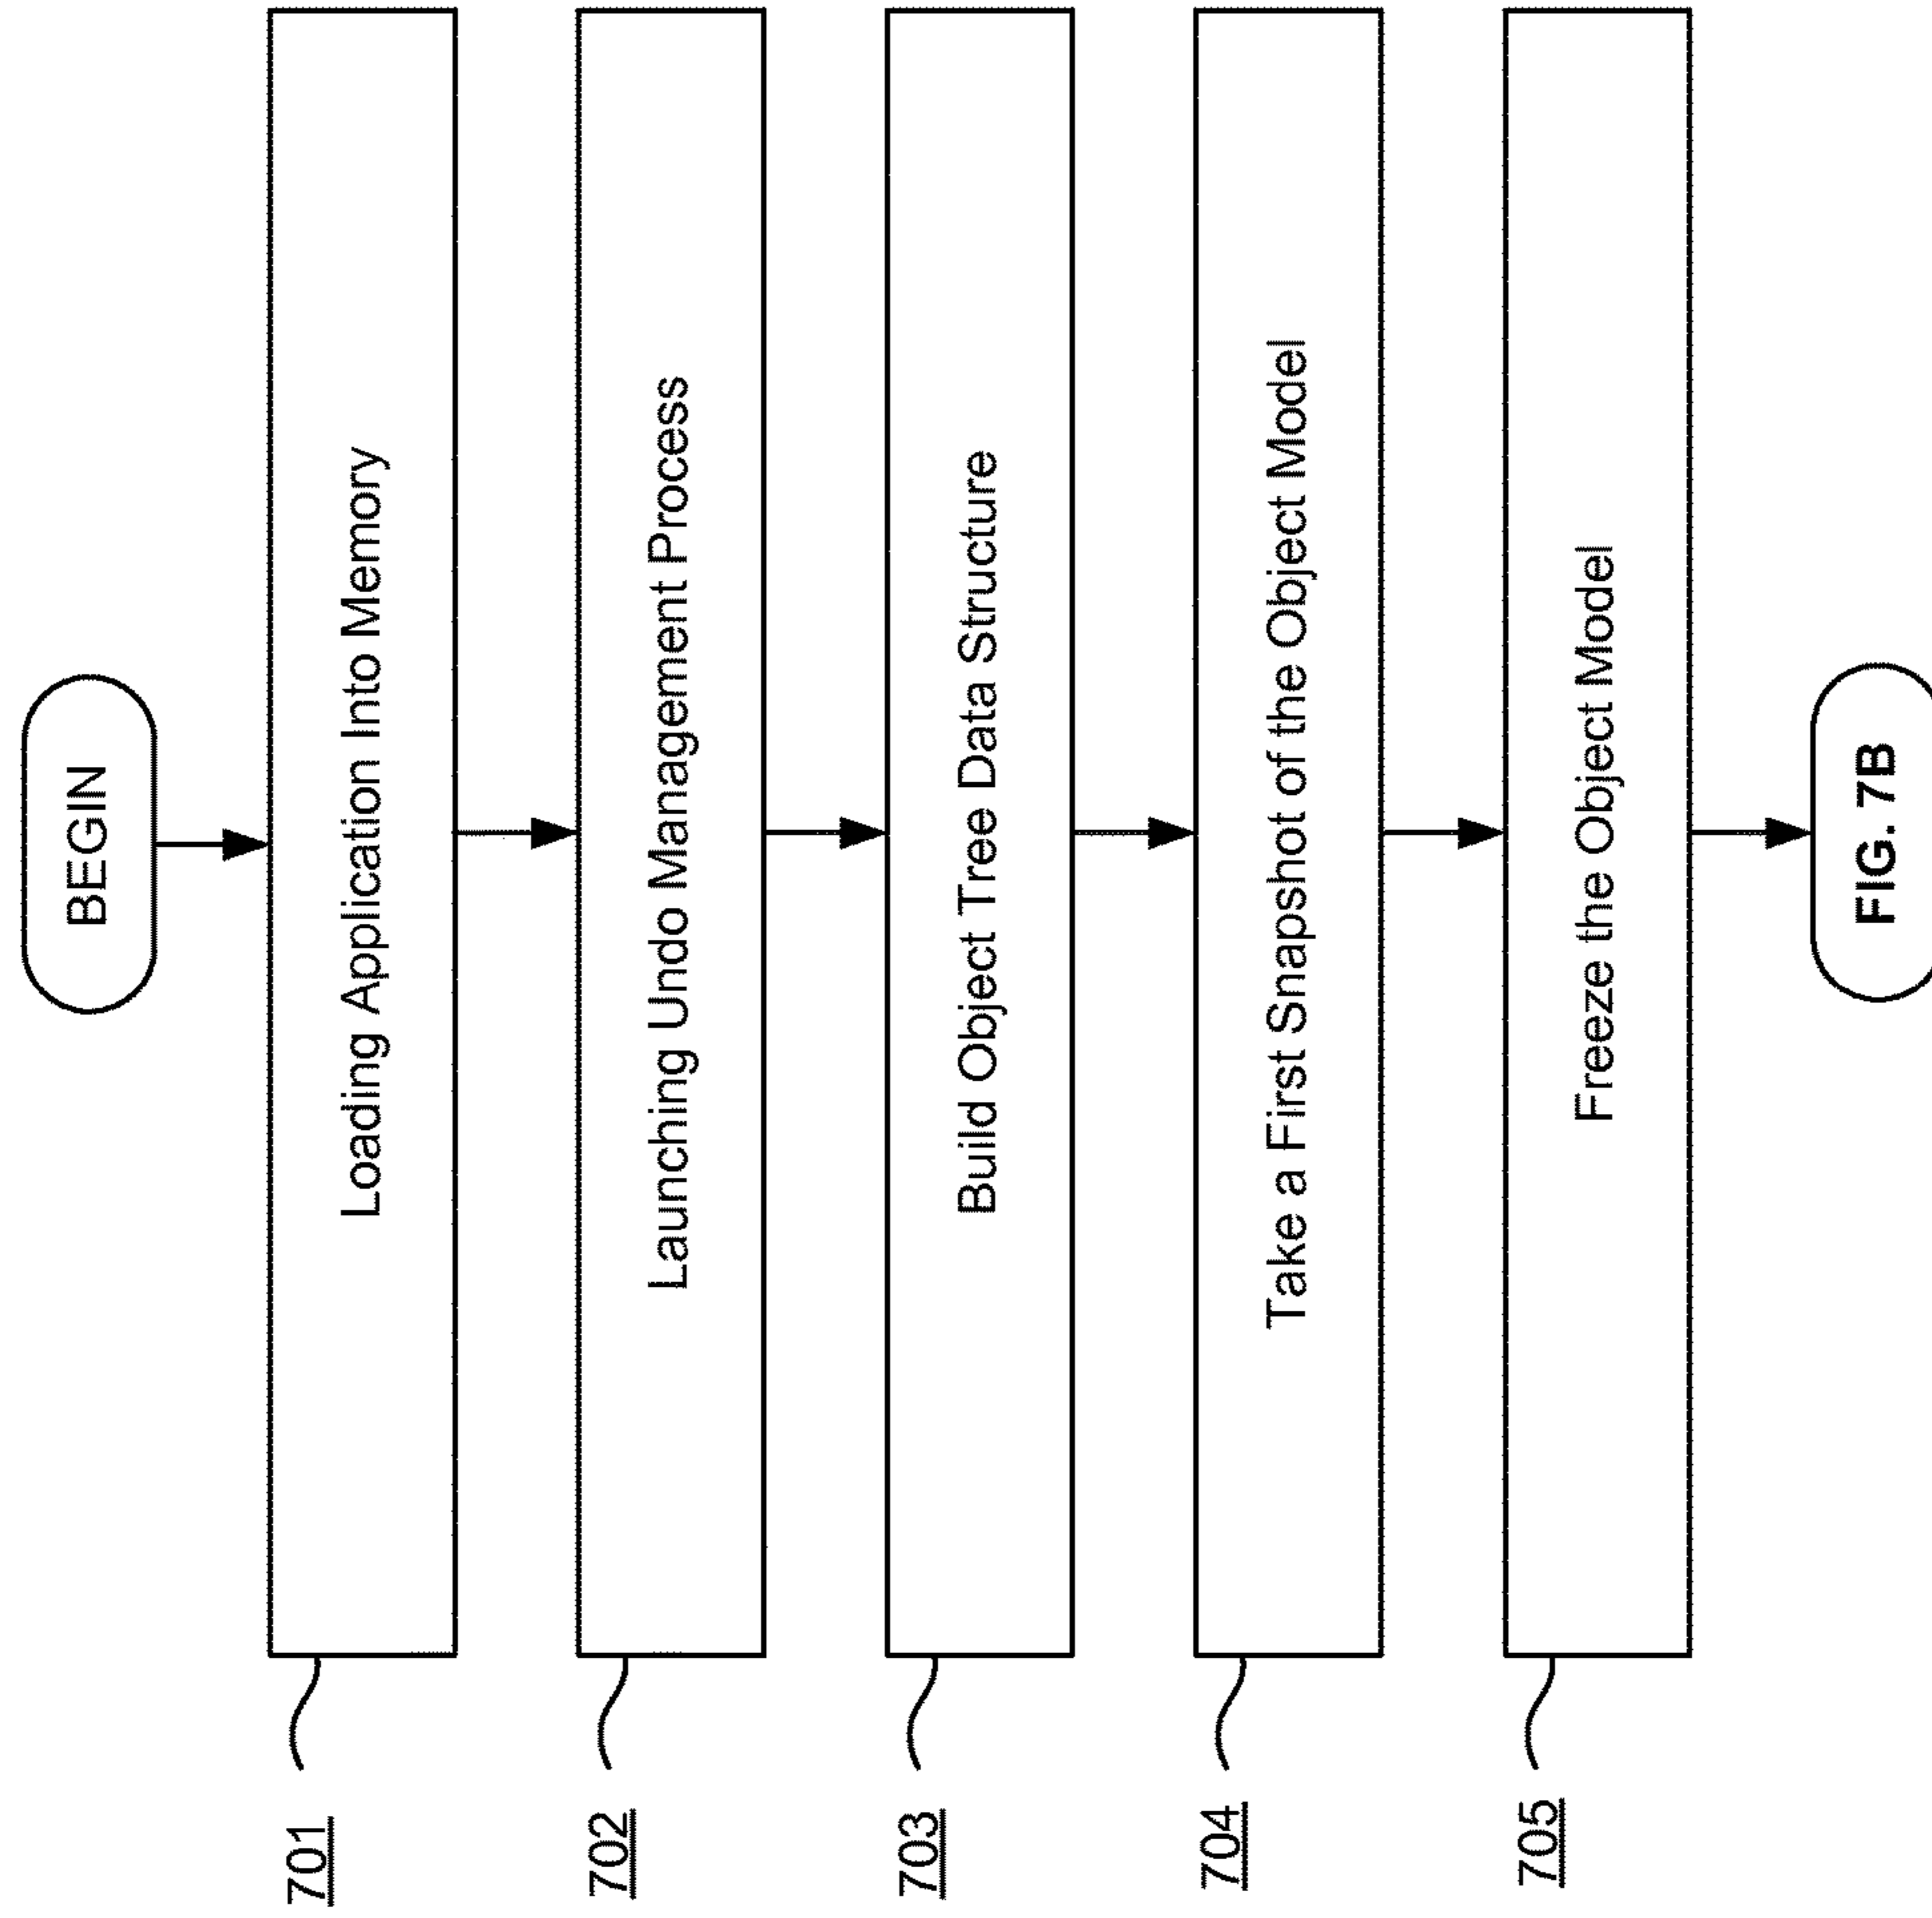 BEGIN
701
Loading Application Into Memory
702
Launching Undo Management Process
703
Build Object Tree Data Structure
704
Take a First Snapshot of the Object Model
705
Freeze the Object Model
FIG. 7B